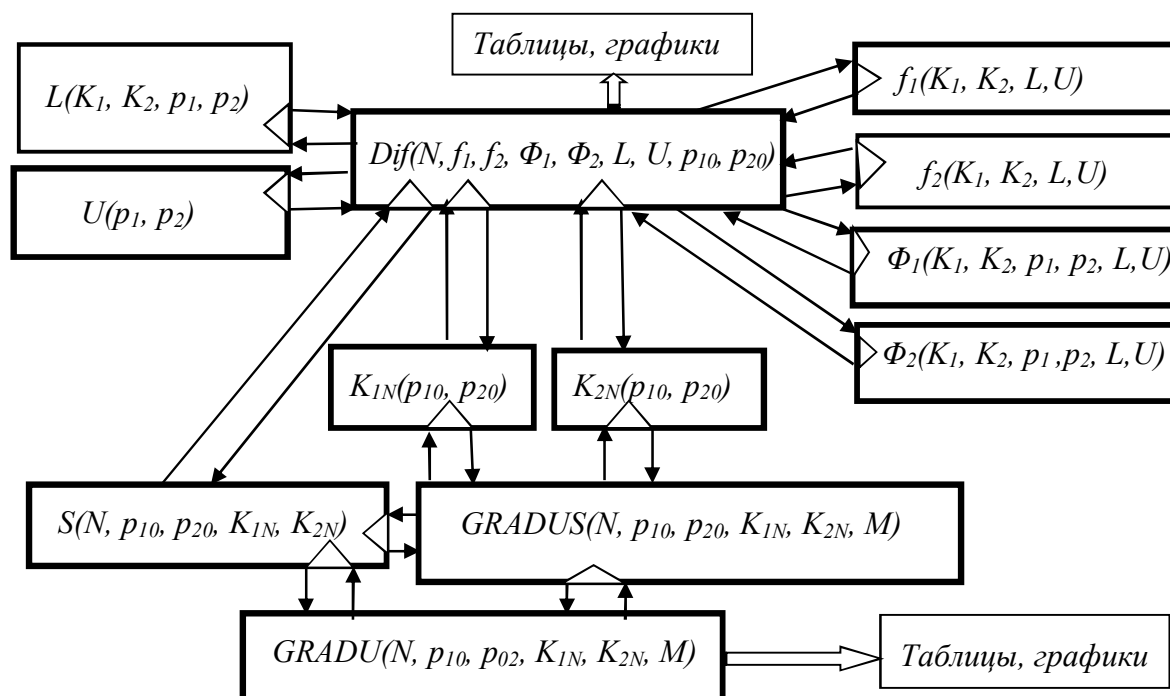 Таблицы, графики
L(K₁, K₂, p₁, p₂)
f₁(K₁, K₂, L,U)
Dif(N, f₁, f₂, Φ₁, Φ₂, L, U, p₁₀, p₂₀)
f₂(K₁, K₂, L,U)
U(p₁, p₂)
Φ₁(K₁, K₂, p₁, p₂, L,U)
Φ₂(K₁, K₂, p₁ ,p₂, L,U)
K₁N(p₁₀, p₂₀)
K₂N(p₁₀, p₂₀)
S(N, p₁₀, p₂₀, K₁N, K₂N)
GRADUS(N, p₁₀, p₂₀, K₁N, K₂N, M)
GRADU(N, p₁₀, p₀₂, K₁N, K₂N, M)
Таблицы, графики